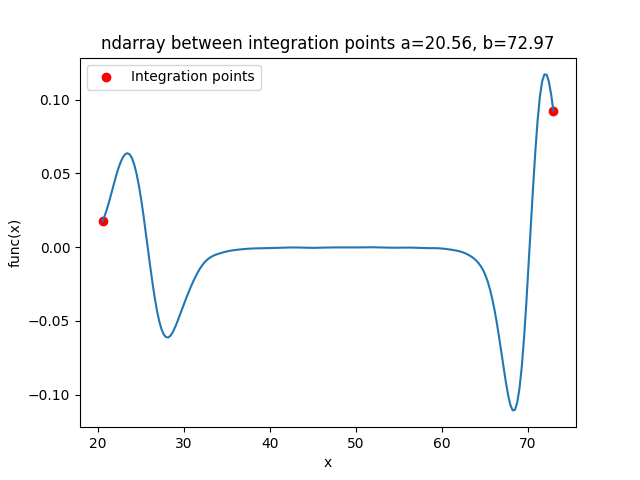 ndarray between integration points a=20.56, b=72.97
Integration points
0.10
0.05
0.00
−0.05
−0.10
func(x)
20 30 40 50 60 70
x